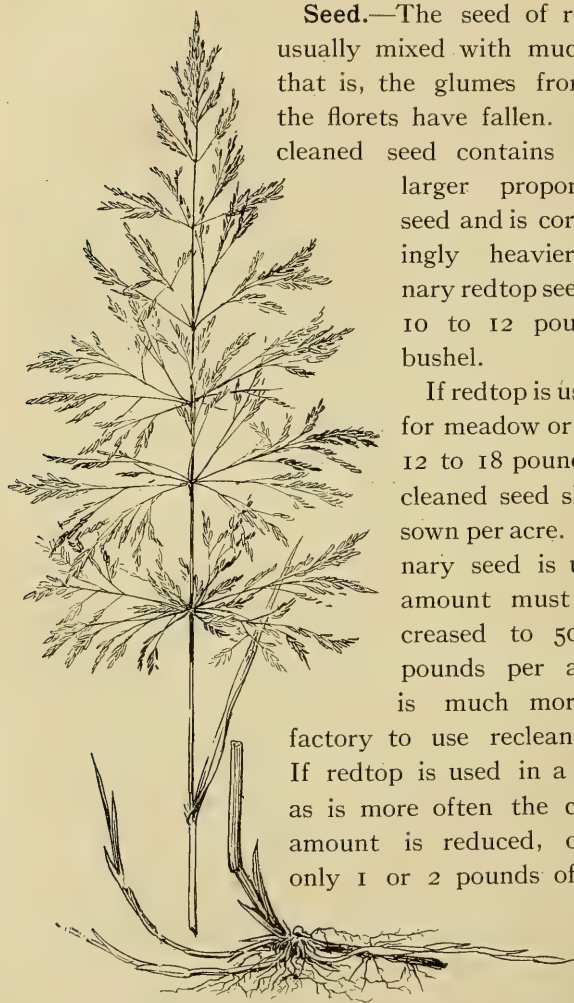 Seed.—The seed of r
usually mixed with muc
that is, the glumes fro
the florets have fallen.
cleaned seed contains
larger propor
seed and is cor
ingly heavier
nary redtop see
10 to 12 pou
bushel.
If redtop is us
for meadow or
12 to 18 pound
cleaned seed s
sown per acre.
nary seed is u
amount must
creased to 50
pounds per a
is much mor
factory to use reclean
If redtop is used in a
as is more often the c
amount is reduced, o
only 1 or 2 pounds of